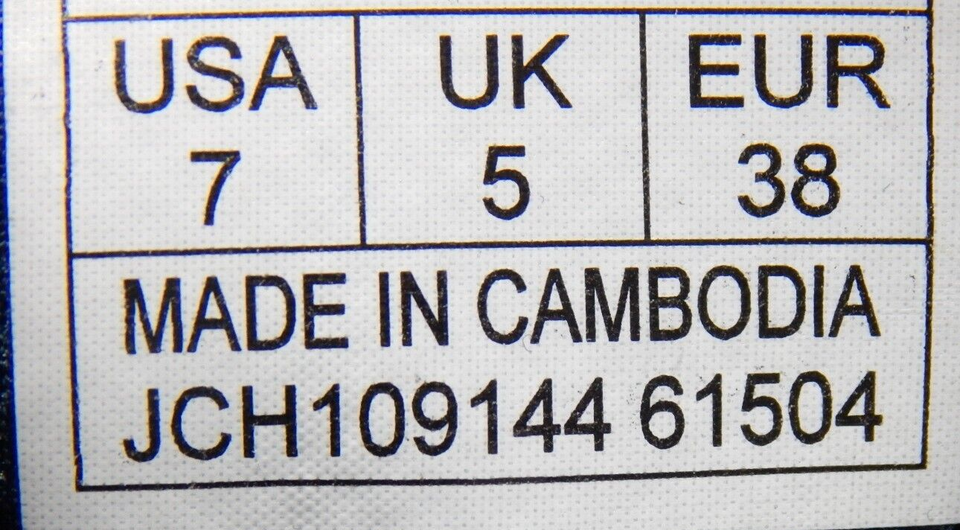 USA UK EUR
7 5 38
MADE IN CAMBODIA
JCH109144 61504